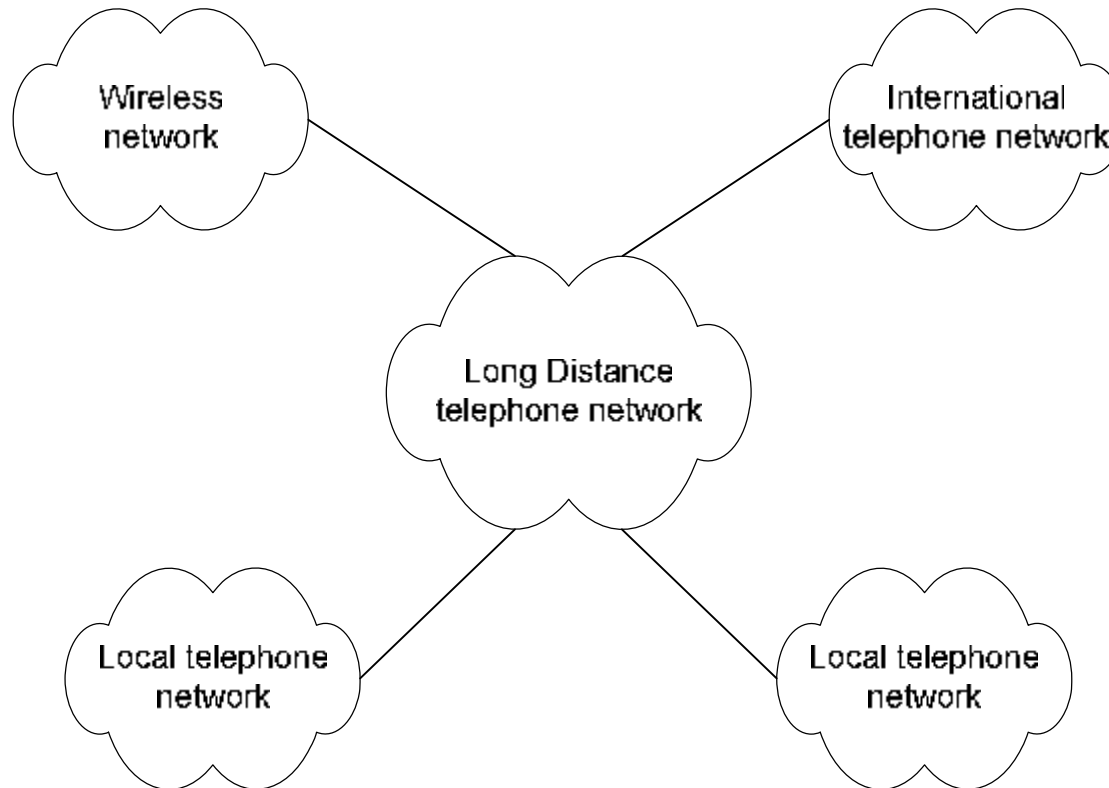 Wireless
network
International
telephone network
Long Distance
telephone network
Local telephone
network
Local telephone
network